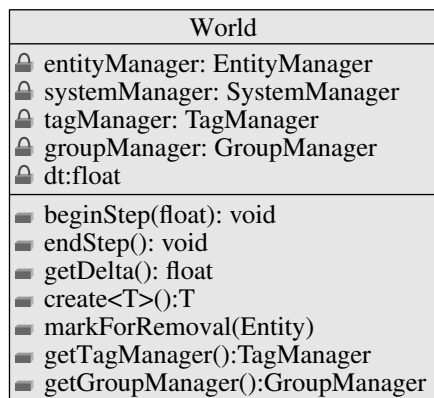 World
entityManager: EntityManager
systemManager: SystemManager
tagManager: TagManager
groupManager: GroupManager
dt:float
beginStep(float): void
endStep(): void
getDelta(): float
create<T>():T
markForRemoval(Entity)
getTagManager():TagManager
getGroupManager():GroupManager